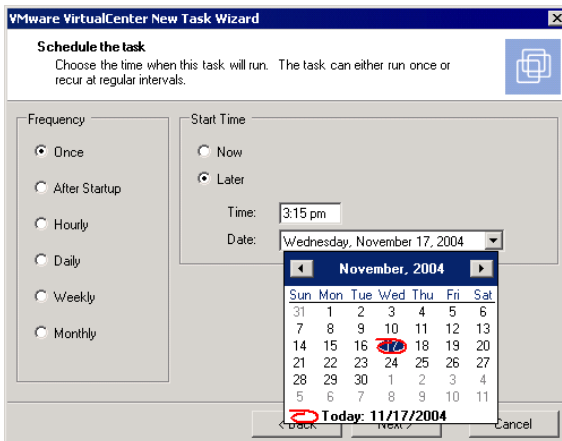 VMware VirtualCenter New Task Wizard
Schedule the task
Choose the time when this task will run. The task can either run once or
recur at regular intervals.
Frequency
Once
After Startup
Hourly
Daily
Weekly
Monthly
Start Time
Now
Later
Time: 3:15 pm
Date: Wednesday, November 17, 2004
November, 2004
Sun Mon Tue Wed Thu Fri Sat
31 1 2 3 4 5 6
7 8 9 10 11 12 13
14 15 16 17 18 19 20
21 22 23 24 25 26 27
28 29 30 1 2 3 4
5 6 7 8 9 10 11
Today: 11/17/2004
< Back Next > Cancel